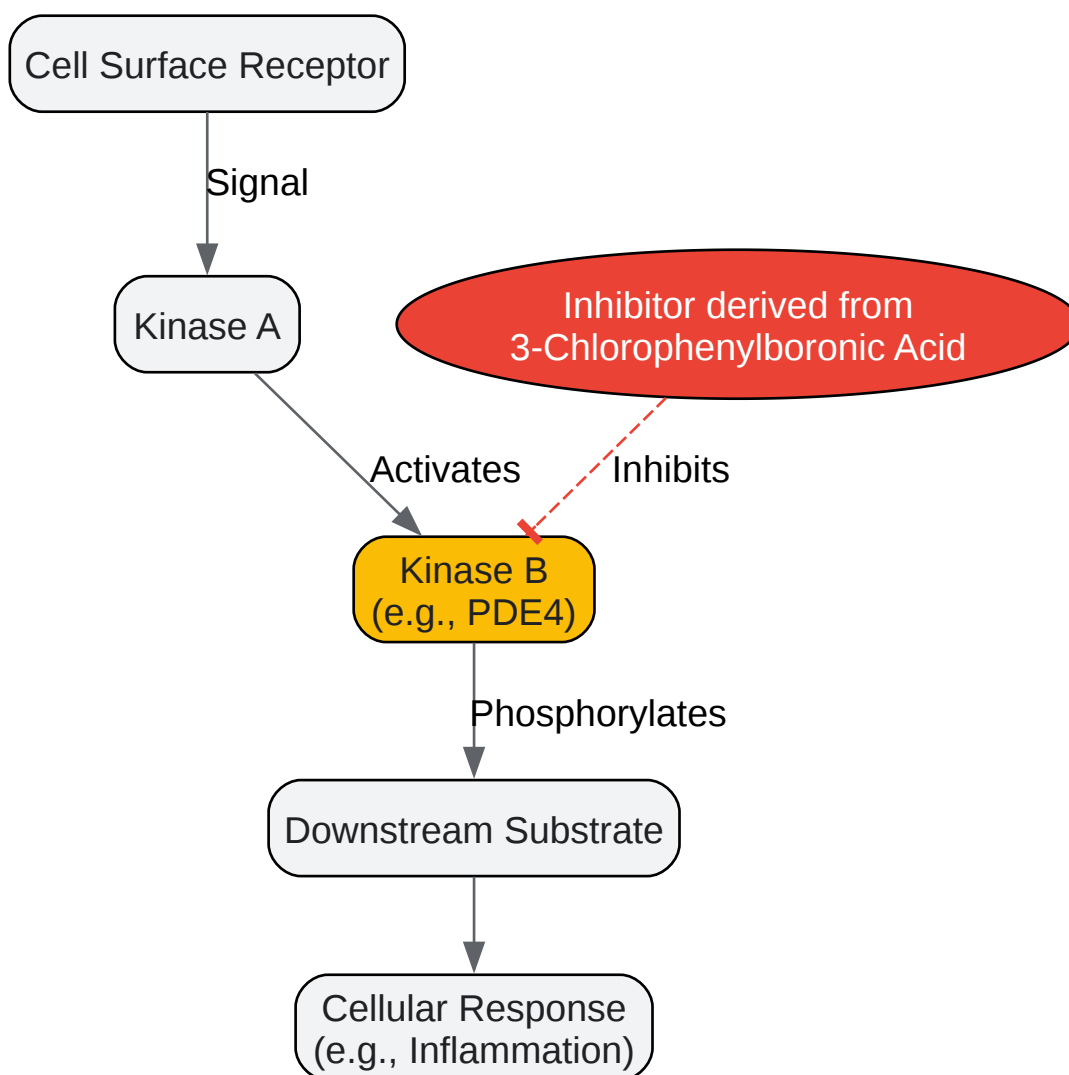 Cell Surface Receptor
Signal
Kinase A
Inhibitor derived from
3-Chlorophenylboronic Acid
Activates
Inhibits
Kinase B
(e.g., PDE4)
Phosphorylates
Downstream Substrate
Cellular Response
(e.g., Inflammation)